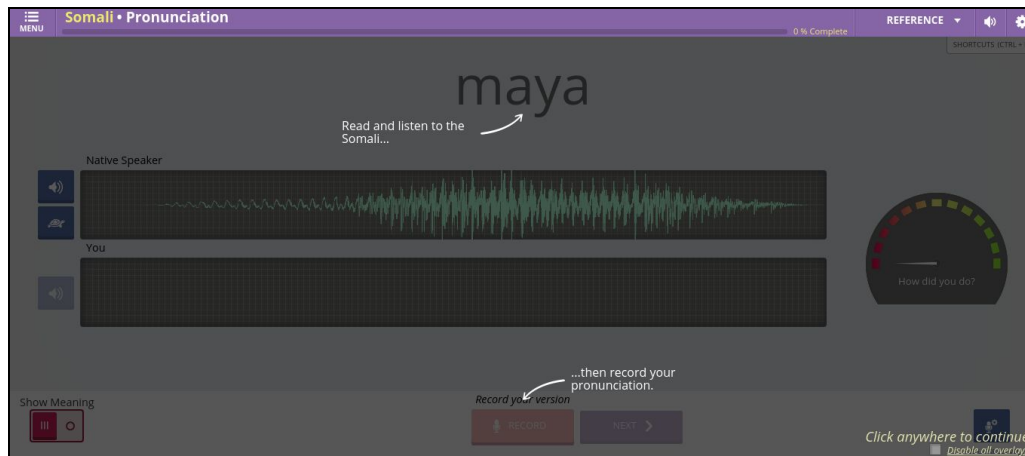 MENU
Somali • Pronunciation
0 % Complete
REFERENCE
SHORTCUTS (CTRL +
maya
Read and listen to the
Somali...
Native Speaker
You
How did you do?
...then record your
pronunciation.
Show Meaning
Record your version
RECORD
NEXT
Click anywhere to continue
Disable all overlay